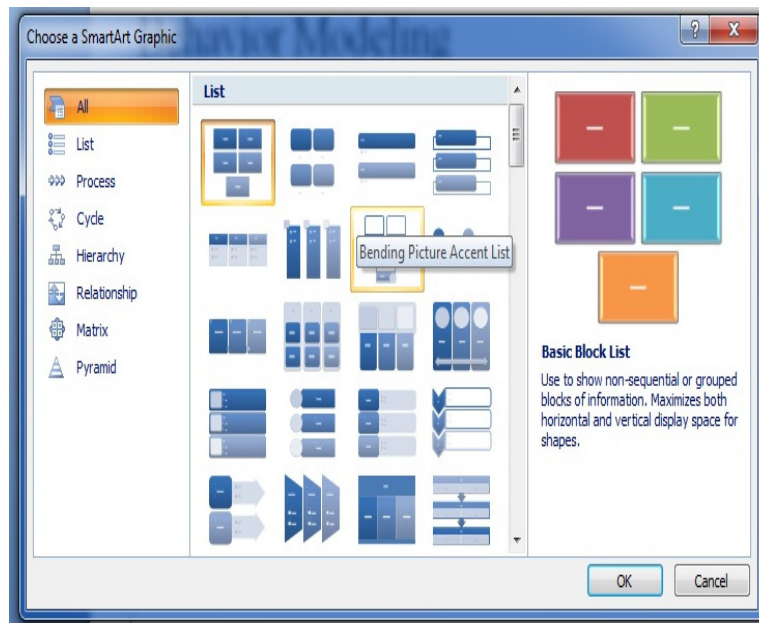 Behavior Modeling
Choose a SmartArt Graphic
?
X
All
List
Process
Cycle
Hierarchy
Relationship
Matrix
Pyramid
List
Bending Picture Accent List
Basic Block List
Use to show non-sequential or grouped
blocks of information. Maximizes both
horizontal and vertical display space for
shapes.
OK
Cancel